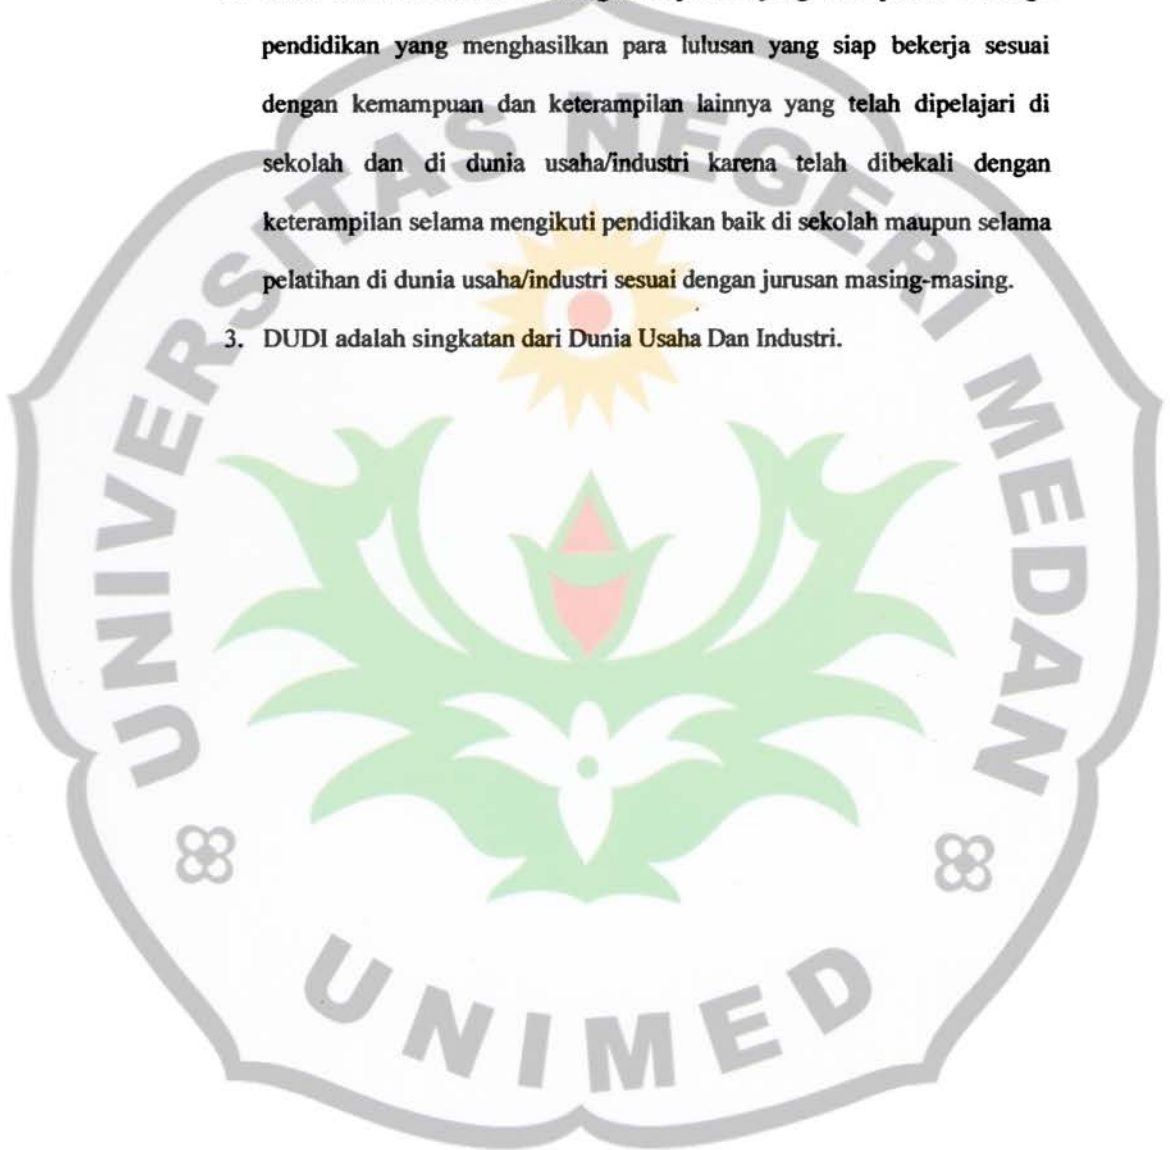 pendidikan yang menghasilkan para lulusan yang siap bekerja sesuai
dengan kemampuan dan keterampilan lainnya yang telah dipelajari di
sekolah dan di dunia usaha/industri karena telah dibekali dengan
keterampilan selama mengikuti pendidikan baik di sekolah maupun selama
pelatihan di dunia usaha/industri sesuai dengan jurusan masing-masing.
3. DUDI adalah singkatan dari Dunia Usaha Dan Industri.
UNIVERSITAS NEGERI MEDAN
UNIMED